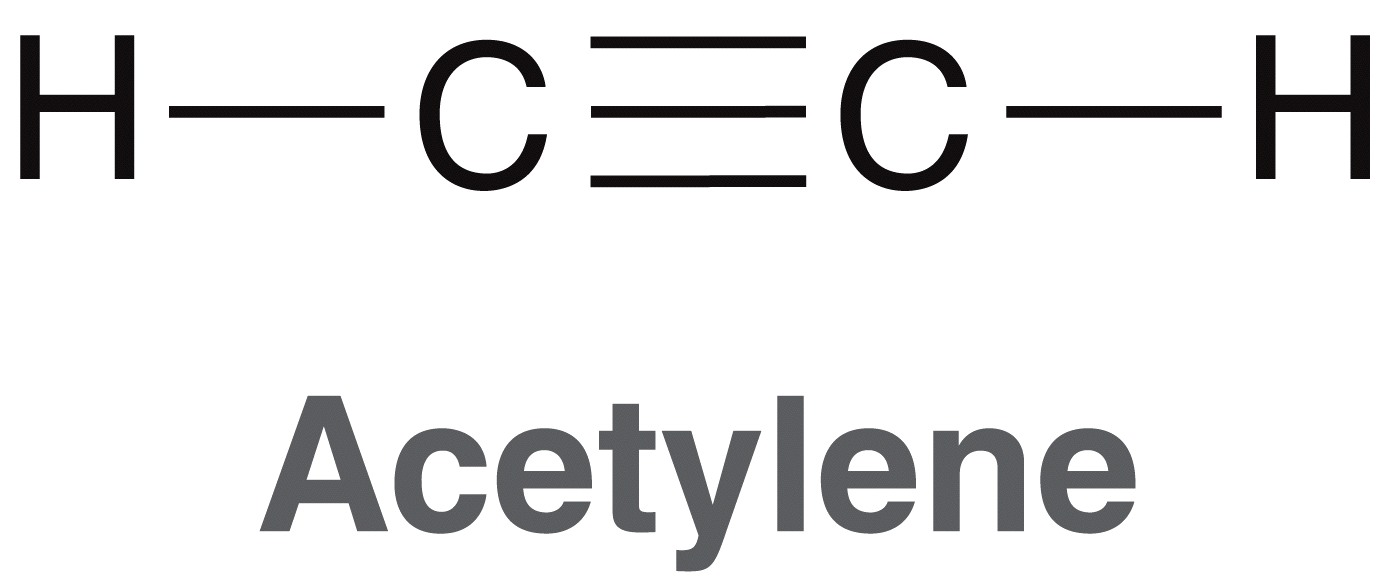 H — C ≡ C — H
Acetylene